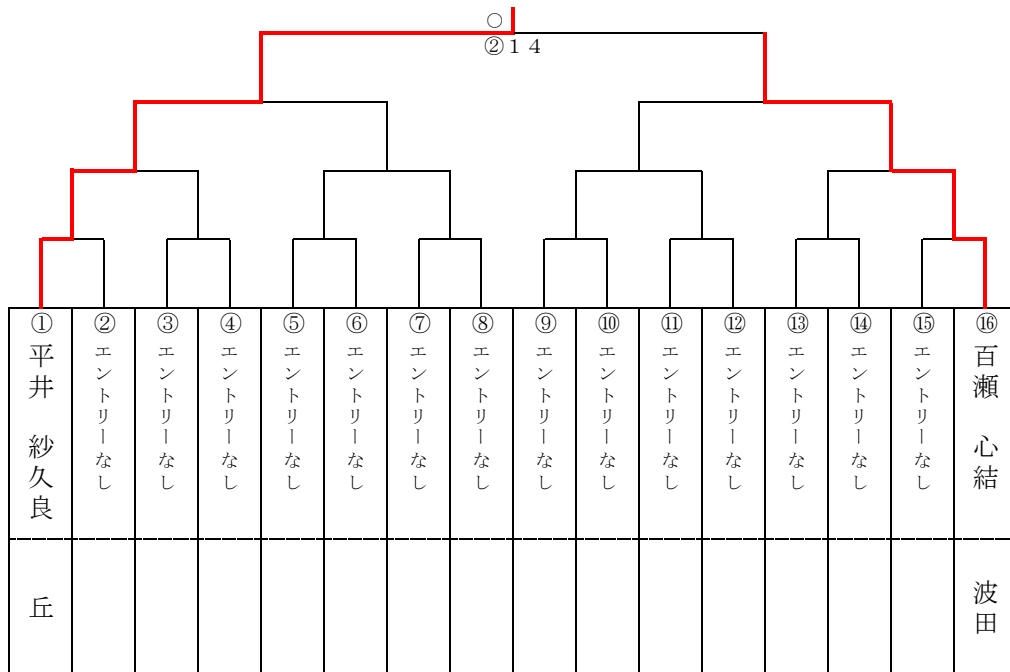 ○
②１４
①
平井　紗久良
丘
②
エントリーなし
③
エントリーなし
④
エントリーなし
⑤
エントリーなし
⑥
エントリーなし
⑦
エントリーなし
⑧
エントリーなし
⑨
エントリーなし
⑩
エントリーなし
⑪
エントリーなし
⑫
エントリーなし
⑬
エントリーなし
⑭
エントリーなし
⑮
エントリーなし
⑯
百瀬　心結
波田